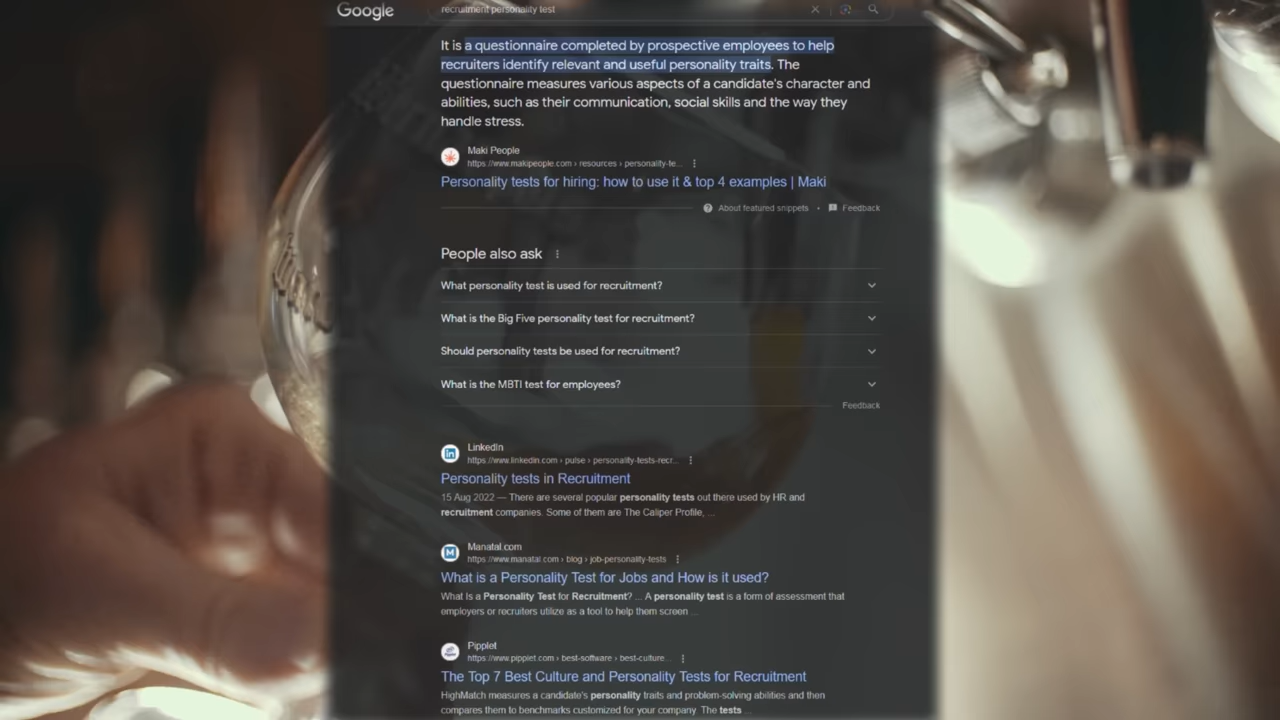 Google
recruitment personality test
It is a questionnaire completed by prospective employees to help
recruiters identify relevant and useful personality traits. The
questionnaire measures various aspects of a candidate's character and
abilities, such as their communication, social skills and the way they
handle stress.
Maki People
https://www.makipeople.com › resources › personality-te...
Personality tests for hiring: how to use it & top 4 examples | Maki
About featured snippets • Feedback
People also ask
What personality test is used for recruitment?
What is the Big Five personality test for recruitment?
Should personality tests be used for recruitment?
What is the MBTI test for employees?
Feedback
LinkedIn
https://www.linkedin.com › pulse › personality-tests-recr...
Personality tests in Recruitment
15 Aug 2022 — There are several popular personality tests out there used by HR and
recruitment companies. Some of them are The Caliper Profile, ...
Manatal.com
https://www.manatal.com › blog › job-personality-tests
What is a Personality Test for Jobs and How is it used?
What Is a Personality Test for Recruitment? ... A personality test is a form of assessment that
employers or recruiters utilize as a tool to help them screen ...
Pipplet
https://www.pipplet.com › best-software › best-culture...
The Top 7 Best Culture and Personality Tests for Recruitment
HighMatch measures a candidate's personality traits and problem-solving abilities and then
compares them to benchmarks customized for your company. The tests ...